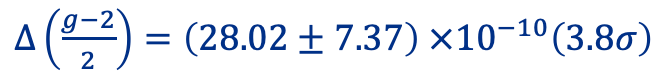 Δ(g−2/2) = (28.02 ± 7.37) ×10⁻¹⁰(3.8σ)